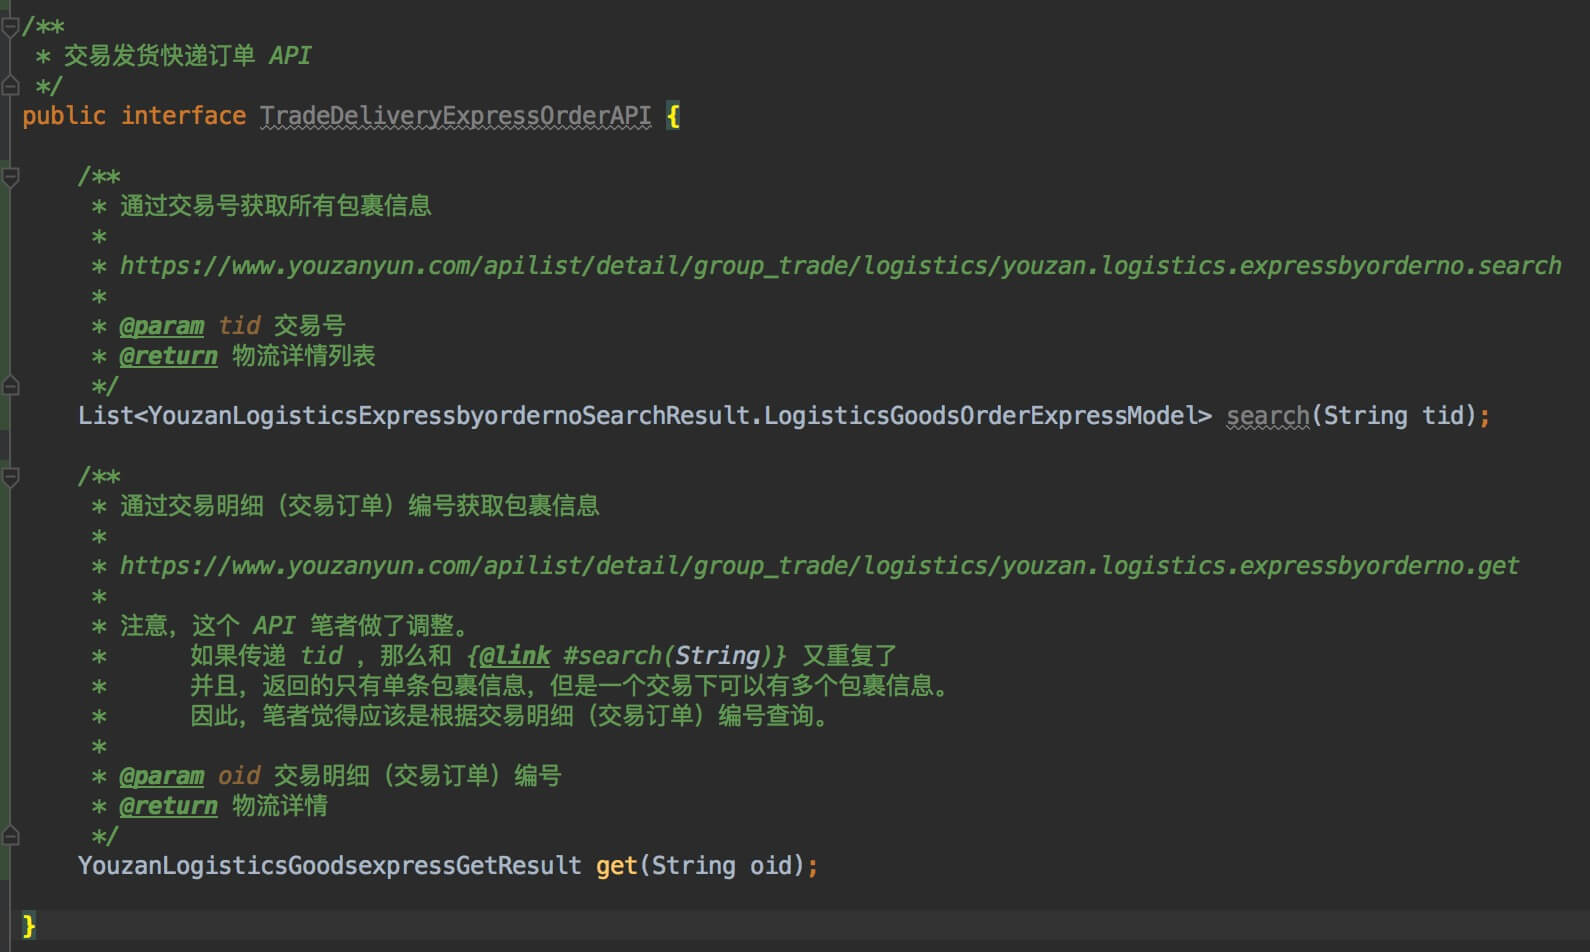 /**
 * 交易发货快递订单 API
 */
public interface TradeDeliveryExpressOrderAPI {
    /**
     * 通过交易号获取所有包裹信息
     *
     * https://www.youzanyun.com/apilist/detail/group_trade/logistics/youzan.logistics.expressbyorderno.search
     *
     * @param tid 交易号
     * @return 物流详情列表
     */
    List<YouzanLogisticsExpressbyordernoSearchResult.LogisticsGoodsOrderExpressModel> search(String tid);
    /**
     * 通过交易明细（交易订单）编号获取包裹信息
     *
     * https://www.youzanyun.com/apilist/detail/group_trade/logistics/youzan.logistics.expressbyorderno.get
     *
     * 注意，这个 API 笔者做了调整。
     *      如果传递 tid ，那么和 {@link #search(String)} 又重复了
     *      并且，返回的只有单条包裹信息，但是一个交易下可以有多个包裹信息。
     *      因此，笔者觉得应该是根据交易明细（交易订单）编号查询。
     *
     * @param oid 交易明细（交易订单）编号
     * @return 物流详情
     */
    YouzanLogisticsGoodsexpressGetResult get(String oid);
}